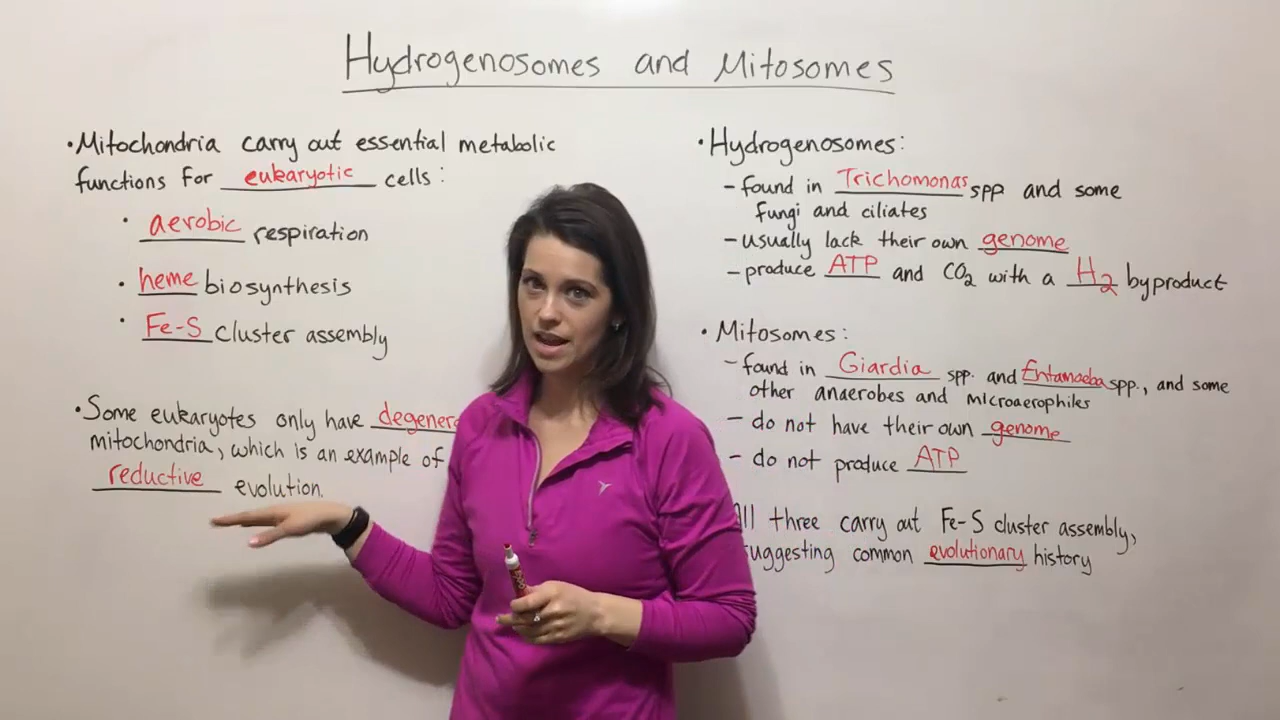 Hydrogenosomes and Mitosomes
• Mitochondria carry out essential metabolic
functions for eukaryotic cells:
• aerobic respiration
• heme biosynthesis
• Fe-S cluster assembly
• Some eukaryotes only have
mitochondria, which is an example of
reductive evolution.
• Hydrogenosomes:
- found in Trichomonas spp and some
fungi and ciliates
- usually lack their own genome
- produce ATP and CO2 with a H2 byproduct
• Mitosomes:
- found in Giardia spp. and Entamoeba spp., and some
other anaerobes and microaerophiles
- do not have their own genome
- do not produce ATP
three carry out Fe-S cluster assembly,
common evolutionary history